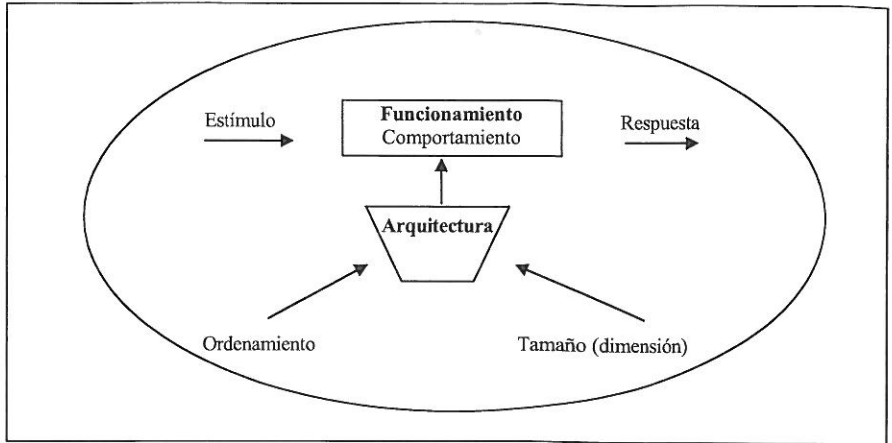 Estímulo
Funcionamiento
Comportamiento
Respuesta
Arquitectura
Ordenamiento
Tamaño (dimensión)